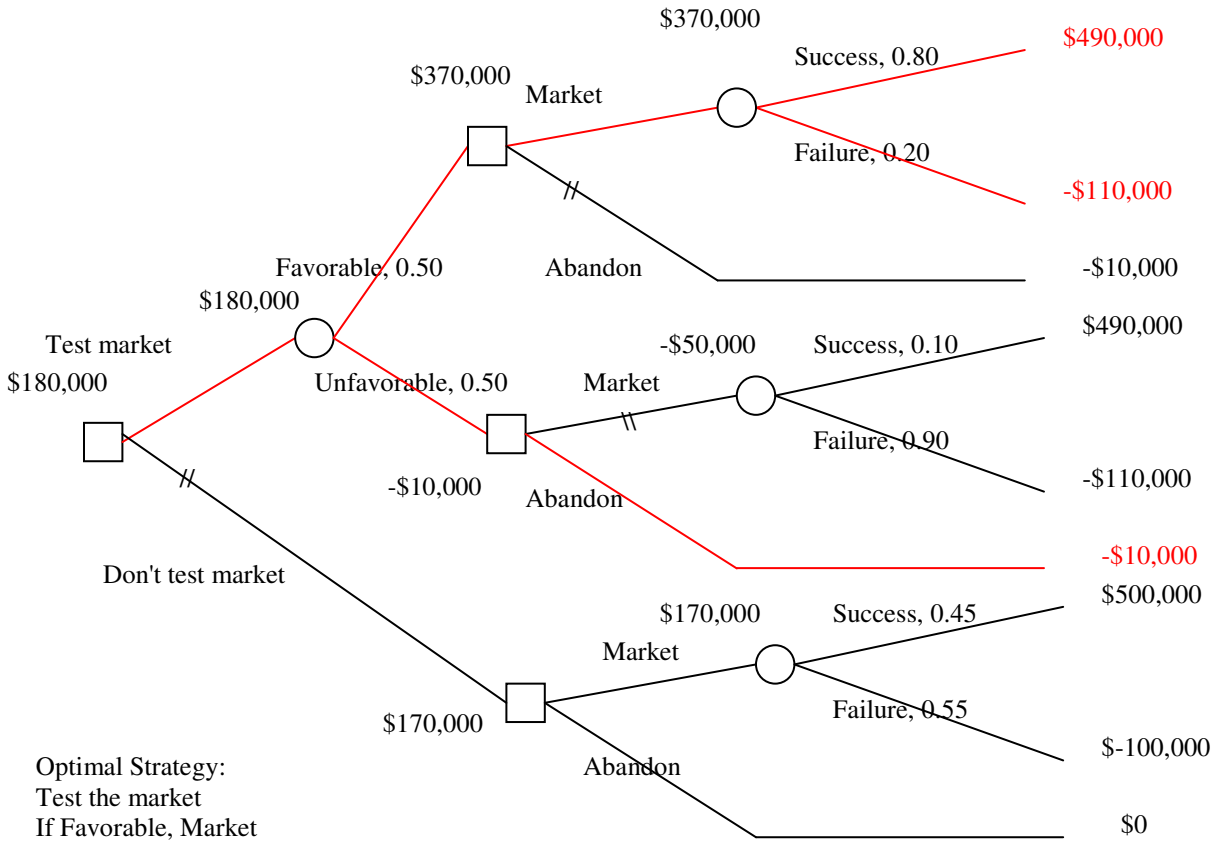 $370,000
$490,000
Success, 0.80
$370,000
Market
Failure, 0.20
-$110,000
Favorable, 0.50
Abandon
-$10,000
$180,000
$490,000
Test market
-$50,000
Success, 0.10
$180,000
Unfavorable, 0.50
Market
//
\\
Failure, 0.90
-$110,000
//
-$10,000
Abandon
-$10,000
Don't test market
$500,000
$170,000
Success, 0.45
Market
$170,000
Failure, 0.55
$-100,000
//
Abandon
$0
Optimal Strategy:
Test the market
If Favorable, Market